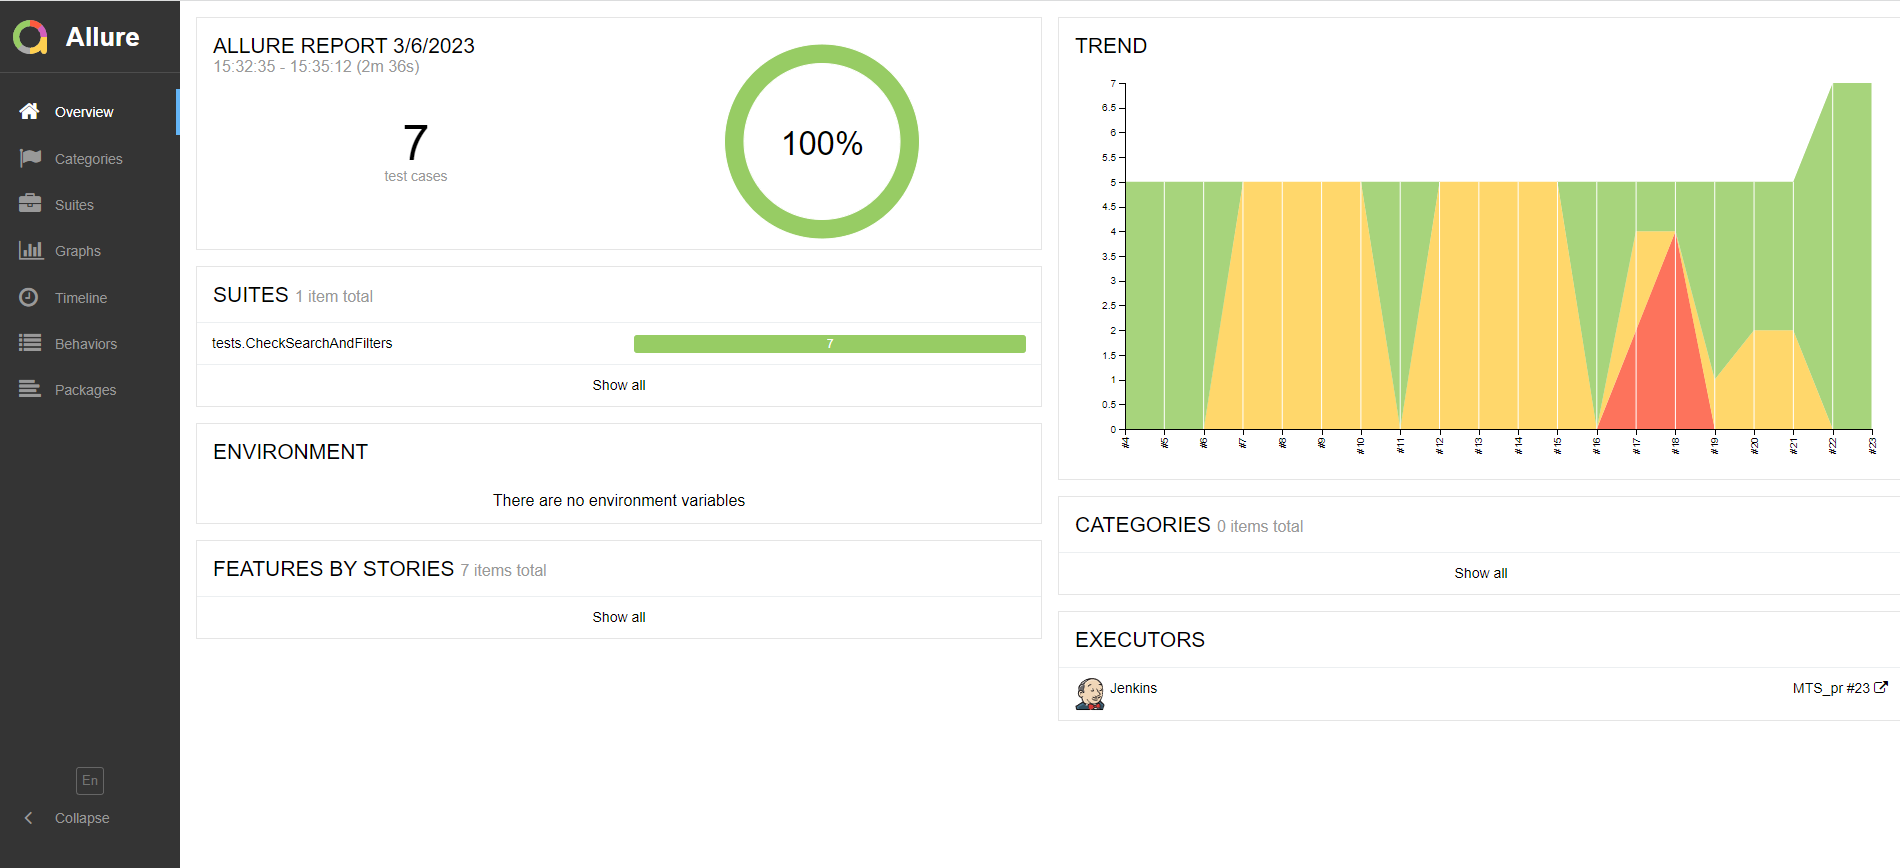 Allure
Overview
Categories
Suites
Graphs
Timeline
Behaviors
Packages
En
Collapse
ALLURE REPORT 3/6/2023
15:32:35 - 15:35:12 (2m 36s)
7
test cases
100%
SUITES 1 item total
tests.CheckSearchAndFilters 7
Show all
ENVIRONMENT
There are no environment variables
FEATURES BY STORIES 7 items total
Show all
TREND
7
6.5
6
5.5
5
4.5
4
3.5
3
2.5
2
1.5
1
0.5
0
#4 #5 #6 #7 #8 #9 #10 #11 #12 #13 #14 #15 #16 #17 #18 #19 #20 #21 #22 #23
CATEGORIES 0 items total
Show all
EXECUTORS
Jenkins MTS_pr #23